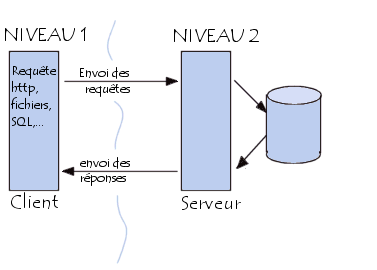 NIVEAU 1
NIVEAU 2
Requête
http,
fichiers,
SQL,...
Envoi des
requêtes
envoi des
réponses
Client
Serveur